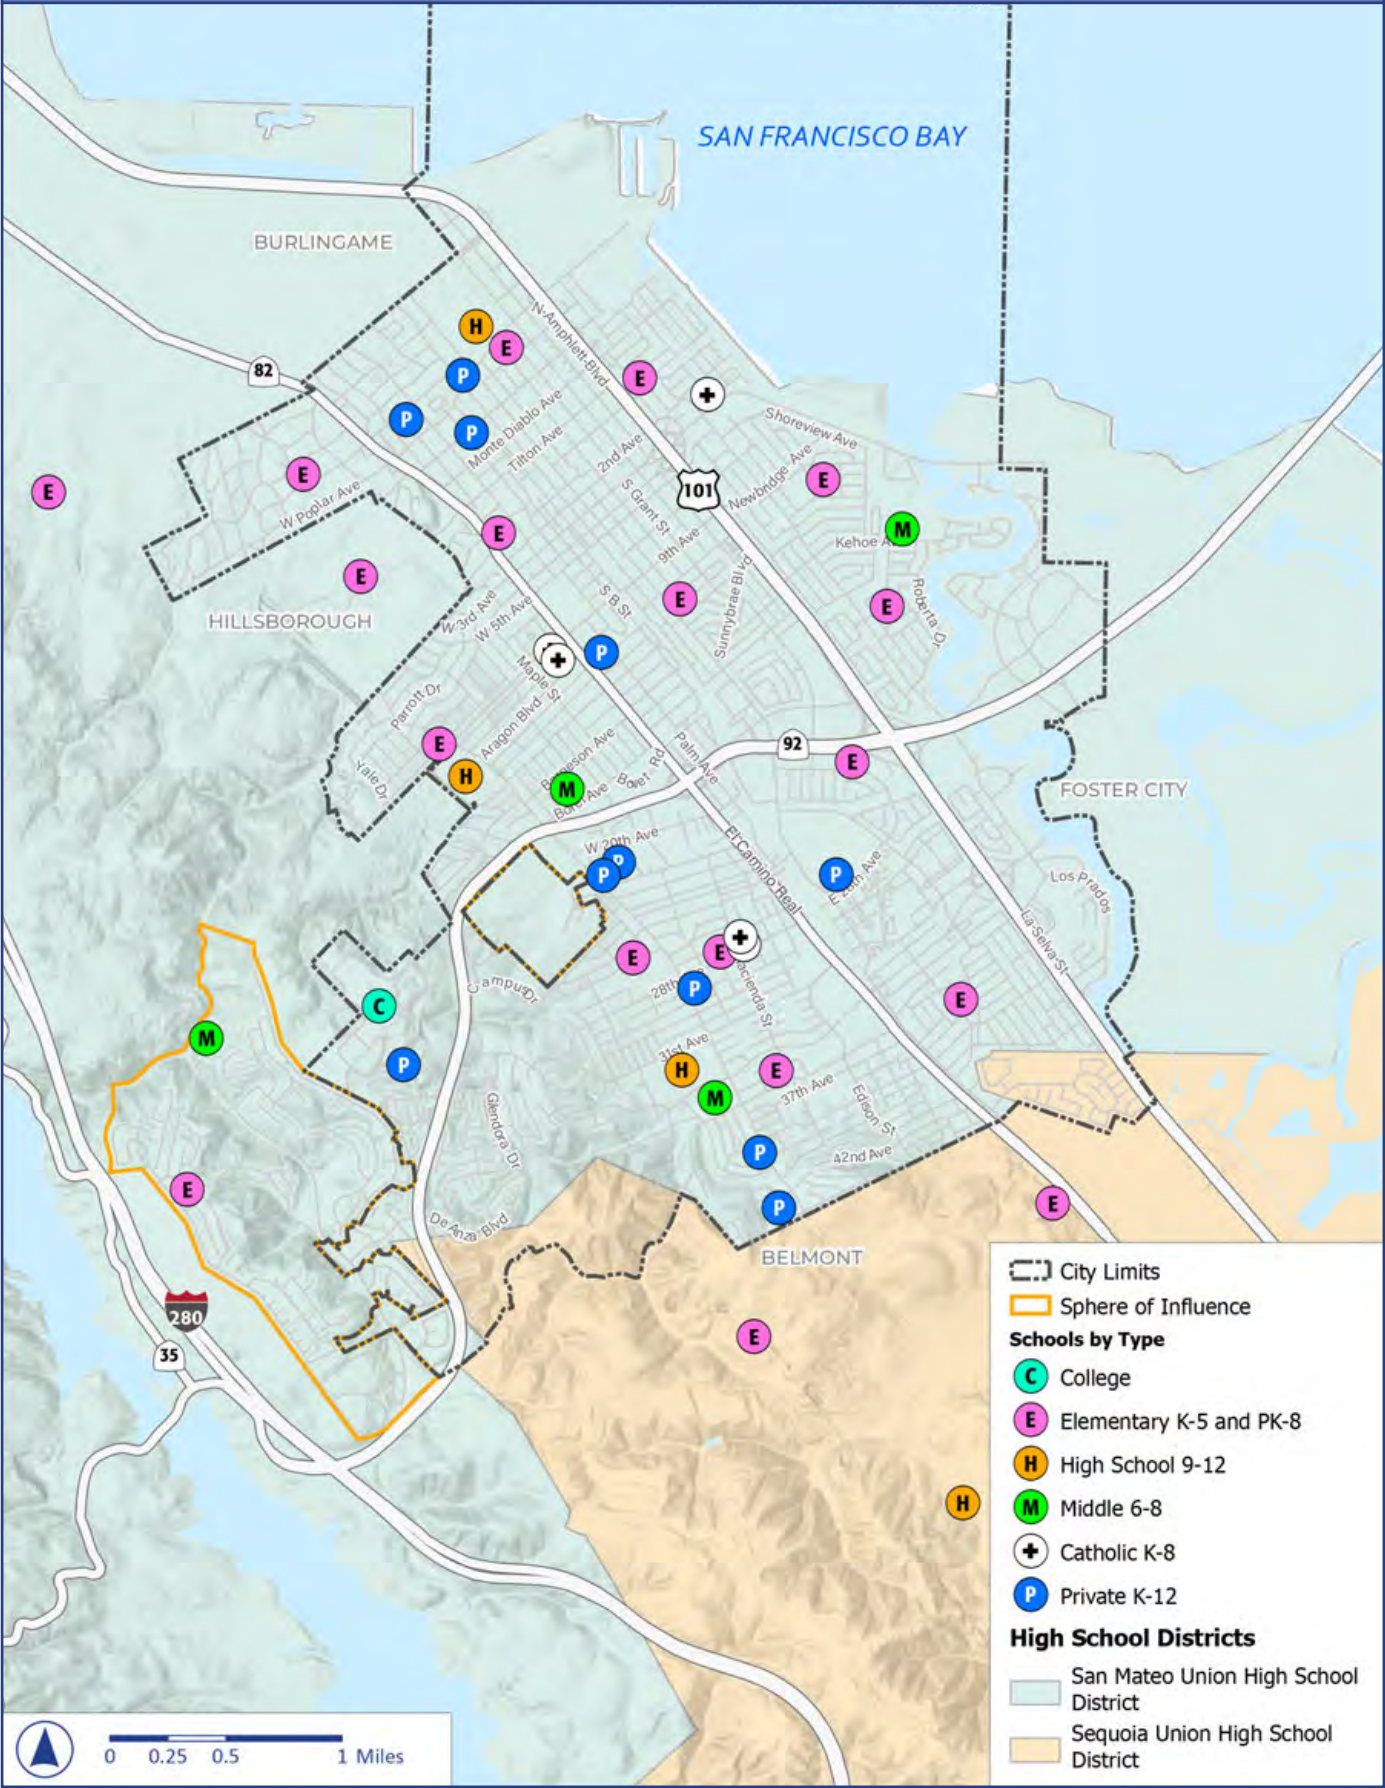 SAN FRANCISCO BAY
BURLINGAME
N Amphlett Blvd
H
E
P
82
E
P
P
Monte Diablo Ave
Tilton Ave
2nd Ave
Shoreview Ave
E
E
W Poplar Ave
101
Newbridge Ave
E
S Grant St
9th Ave
E
M
Kehoe
E
HILLSBOROUGH
S B St
E
Sunnybrae Blvd
E
Roberta Dr
W 3rd Ave
W 5th Ave
P
Maple St
Parrott Dr
Aragon Blvd
E
H
Yale Dr
M
Borel Ave
Bovet Rd
Palm Ave
92
E
FOSTER CITY
W 20th Ave
P
P
El Camino Real
P
Los Prados
La Selva St
E
E
28th
P
Campus Dr
C
E
M
P
31st Ave
H
E
M
37th Ave
Edison St
Glendora Dr
P
42nd Ave
E
P
E
De Anza Blvd
BELMONT
280
35
E
H
City Limits
Sphere of Influence
Schools by Type
C College
E Elementary K-5 and PK-8
H High School 9-12
M Middle 6-8
Catholic K-8
P Private K-12
High School Districts
San Mateo Union High School
District
Sequoia Union High School
District
0 0.25 0.5 1 Miles